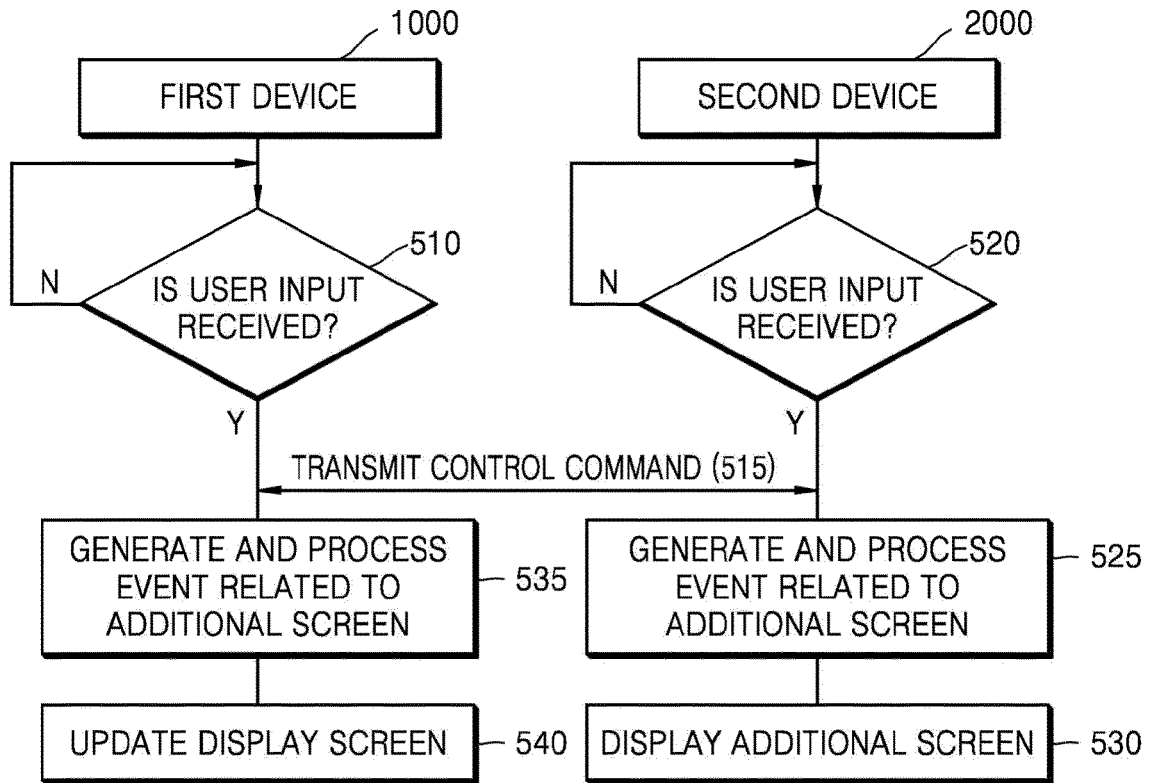 1000
2000
FIRST DEVICE
SECOND DEVICE
510
520
N
IS USER INPUT
RECEIVED?
N
IS USER INPUT
RECEIVED?
Y
Y
TRANSMIT CONTROL COMMAND (515)
GENERATE AND PROCESS
EVENT RELATED TO
ADDITIONAL SCREEN
535
GENERATE AND PROCESS
EVENT RELATED TO
ADDITIONAL SCREEN
525
UPDATE DISPLAY SCREEN
540
DISPLAY ADDITIONAL SCREEN
530